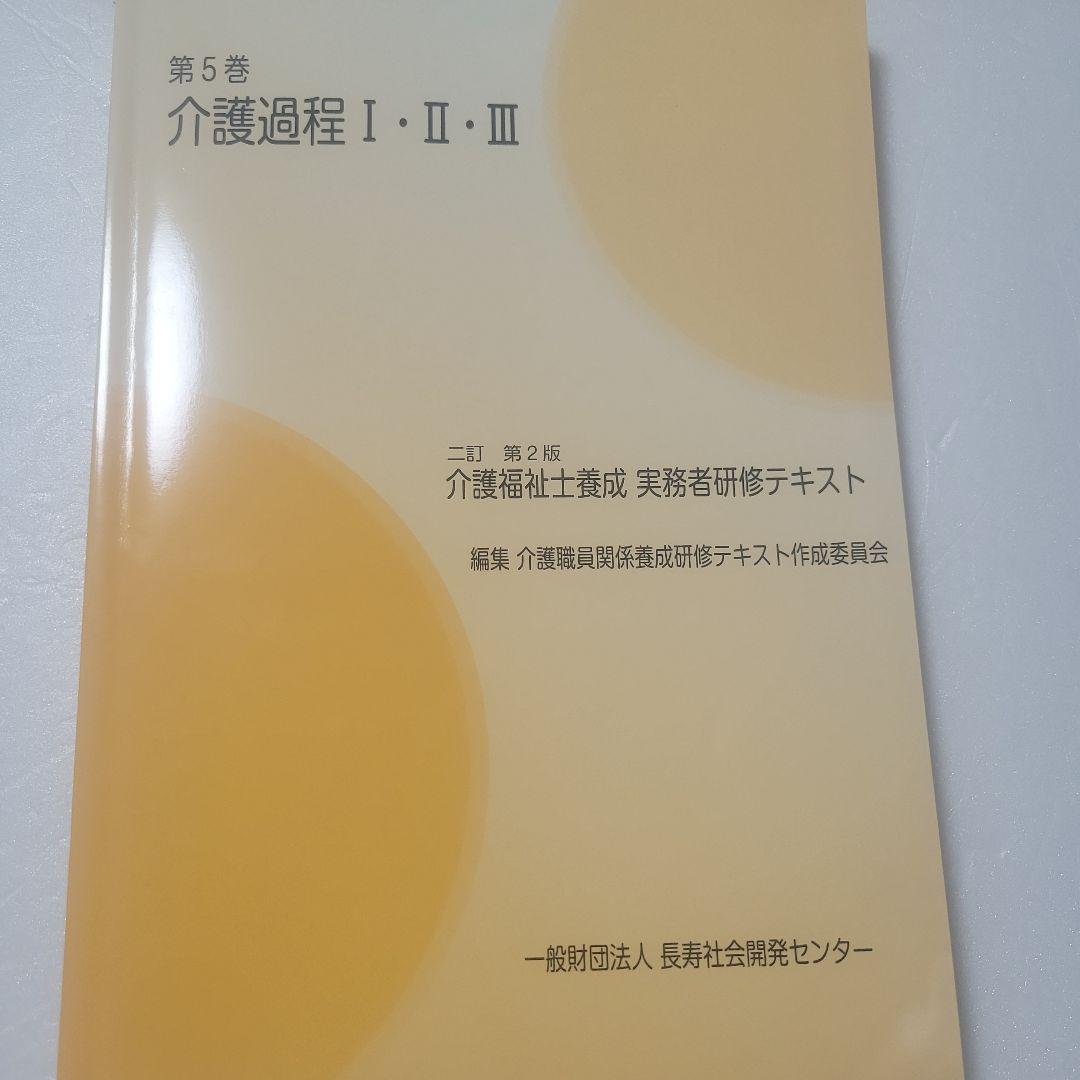 第5巻
介護過程Ⅰ・Ⅱ・Ⅲ
二訂 第2版
介護福祉士養成 実務者研修テキスト
編集 介護職員関係養成研修テキスト作成委員会
一般財団法人 長寿社会開発センター